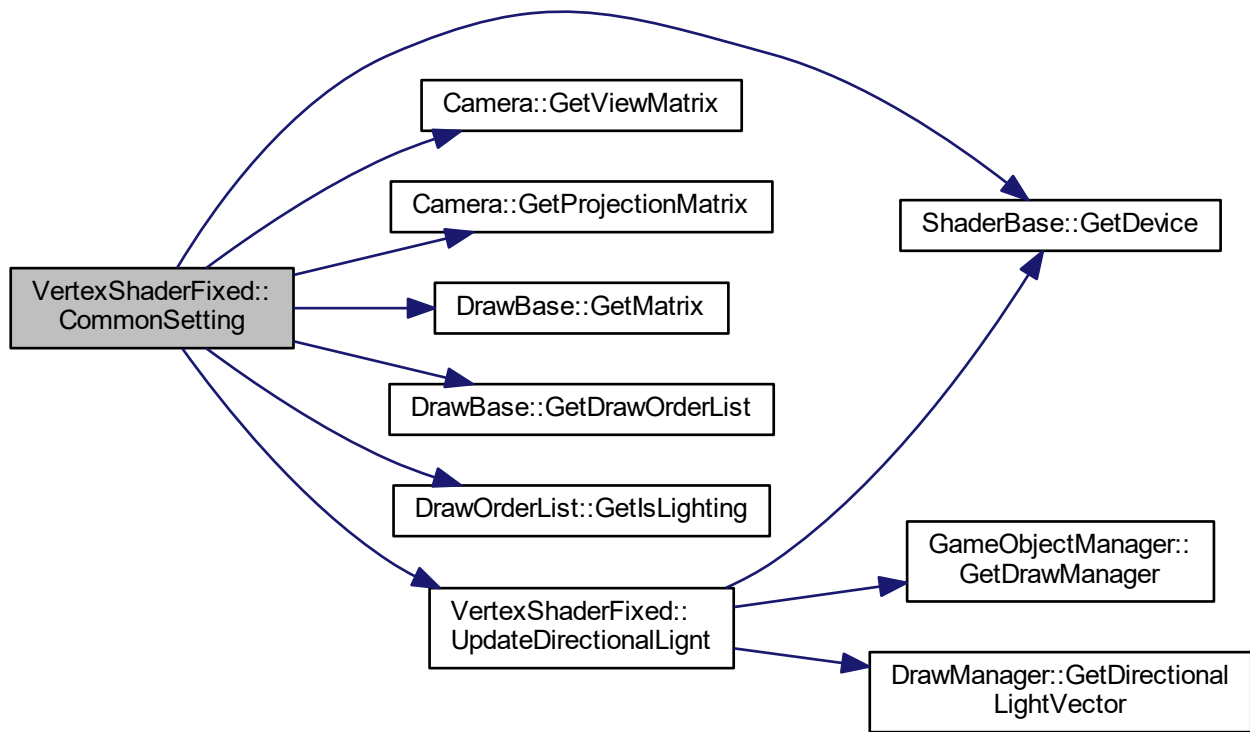 Camera::GetViewMatrix
Camera::GetProjectionMatrix
ShaderBase::GetDevice
VertexShaderFixed::
CommonSetting
DrawBase::GetMatrix
DrawBase::GetDrawOrderList
DrawOrderList::GetIsLighting
GameObjectManager::
GetDrawManager
VertexShaderFixed::
UpdateDirectionalLignt
DrawManager::GetDirectional
LightVector